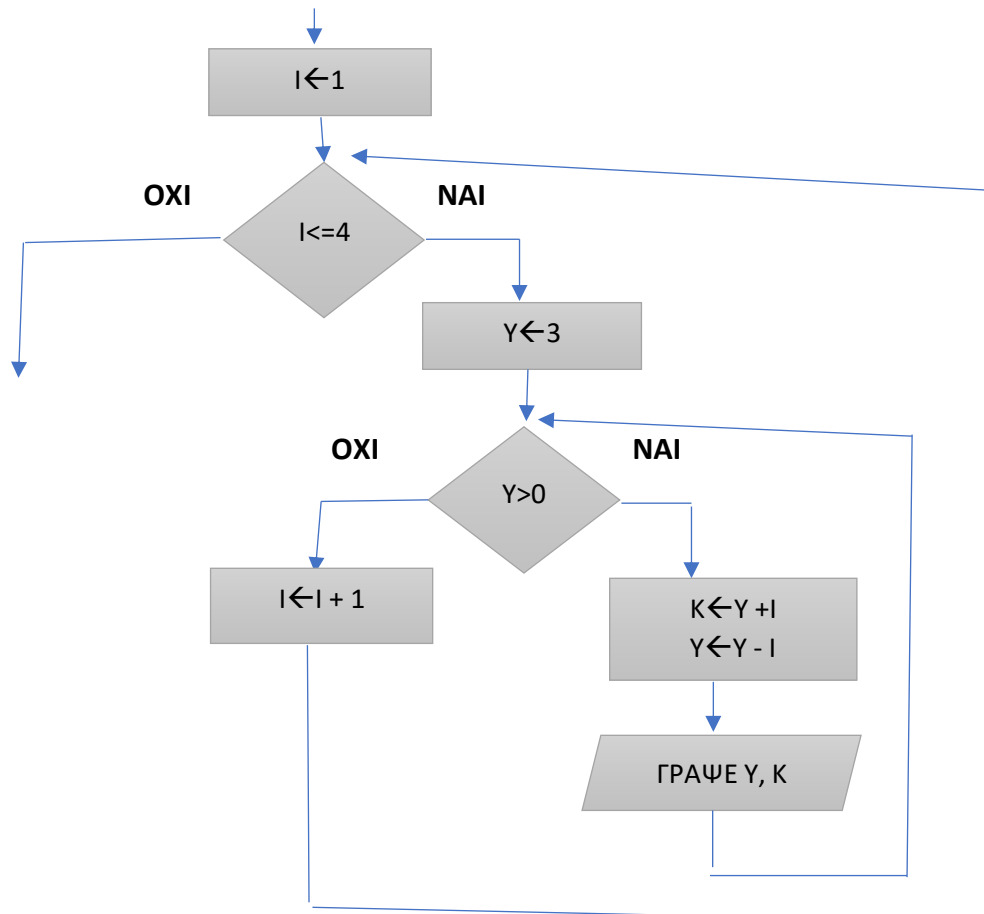 I←1
ΟΧΙ
ΝΑΙ
I<=4
Y←3
ΟΧΙ
ΝΑΙ
Y>0
I←I + 1
K←Y +I
Y←Y - I
ΓΡΑΨΕ Y, K